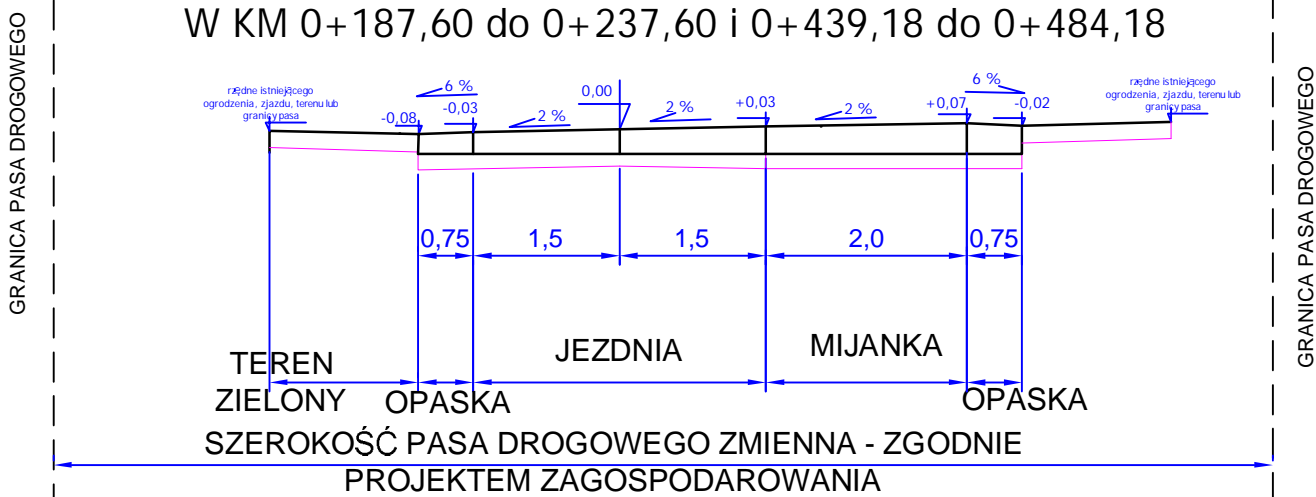 W KM 0+187,60 do 0+237,60 i 0+439,18 do 0+484,18
GRANICA PASA DROGOWEGO
GRANICA PASA DROGOWEGO
rzędne istniejącego
ogrodzenia, zjazdu, terenu lub
granicy pasa
6 %
-0,08
-0,03
2 %
0,00
2 %
+0,03
2 %
+0,07
6 %
-0,02
rzędne istniejącego
ogrodzenia, zjazdu, terenu lub
granicy pasa
0,75
1,5
1,5
2,0
0,75
TEREN
ZIELONY
OPASKA
JEZDNIA
MIJANKA
OPASKA
SZEROKOŚĆ PASA DROGOWEGO ZMIENNA - ZGODNIE
PROJEKTEM ZAGOSPODAROWANIA